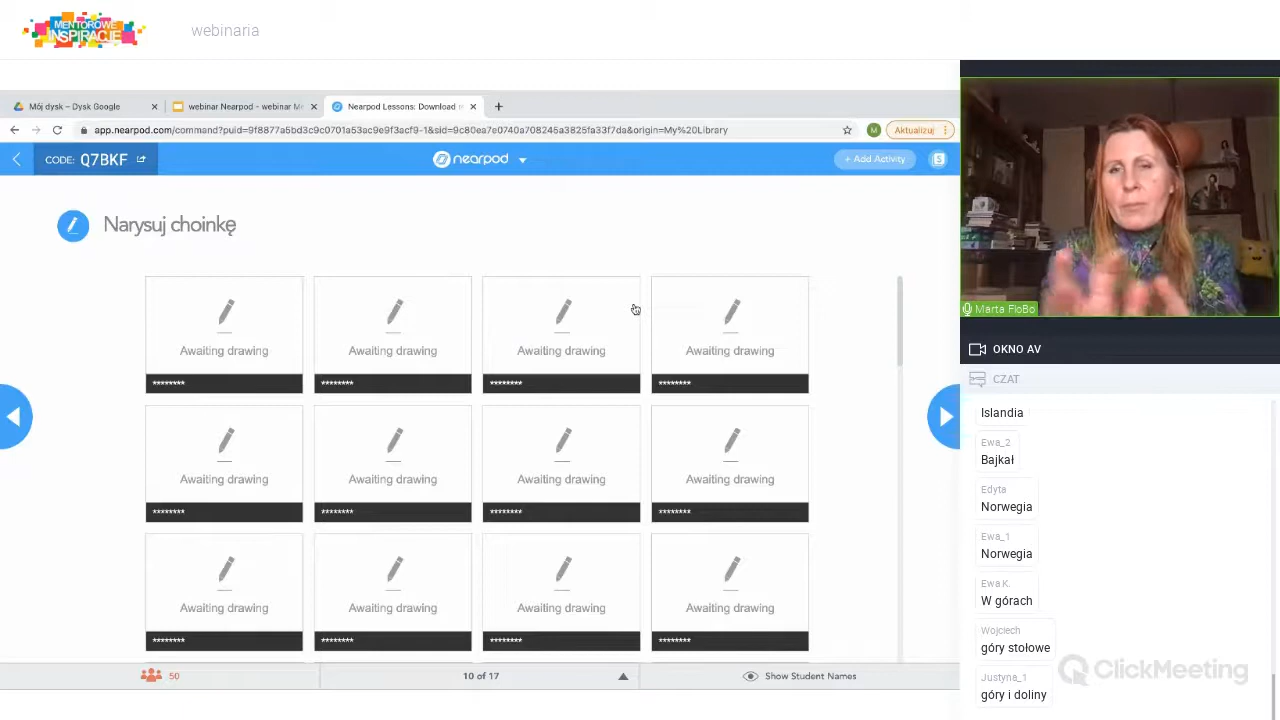 MENTOROWE
INSPIRACJE
webinaria
Mój dysk – Dysk Google
webinar Nearpod - webinar Me
Nearpod Lessons: Download r
app.nearpod.com/command?puid=9f8877a5bd3c9c0701a53ac9e9f3acf9-1&sid=9c80ea7e0740a708246a3825fa33f7da&origin=My%20Library
M
Aktualizuj
CODE: Q7BKF
nearpod
+ Add Activity
S
Narysuj choinkę
Awaiting drawing
********
Awaiting drawing
********
Awaiting drawing
********
Awaiting drawing
********
Awaiting drawing
********
Awaiting drawing
********
Awaiting drawing
********
Awaiting drawing
********
Awaiting drawing
********
Awaiting drawing
********
Awaiting drawing
********
Awaiting drawing
********
50
10 of 17
Show Student Names
Marta FloBo
OKNO AV
CZAT
Islandia
Ewa_2
Bajkał
Edyta
Norwegia
Ewa_1
Norwegia
Ewa K.
W górach
Wojciech
góry stołowe
Justyna_1
góry i doliny
ClickMeeting